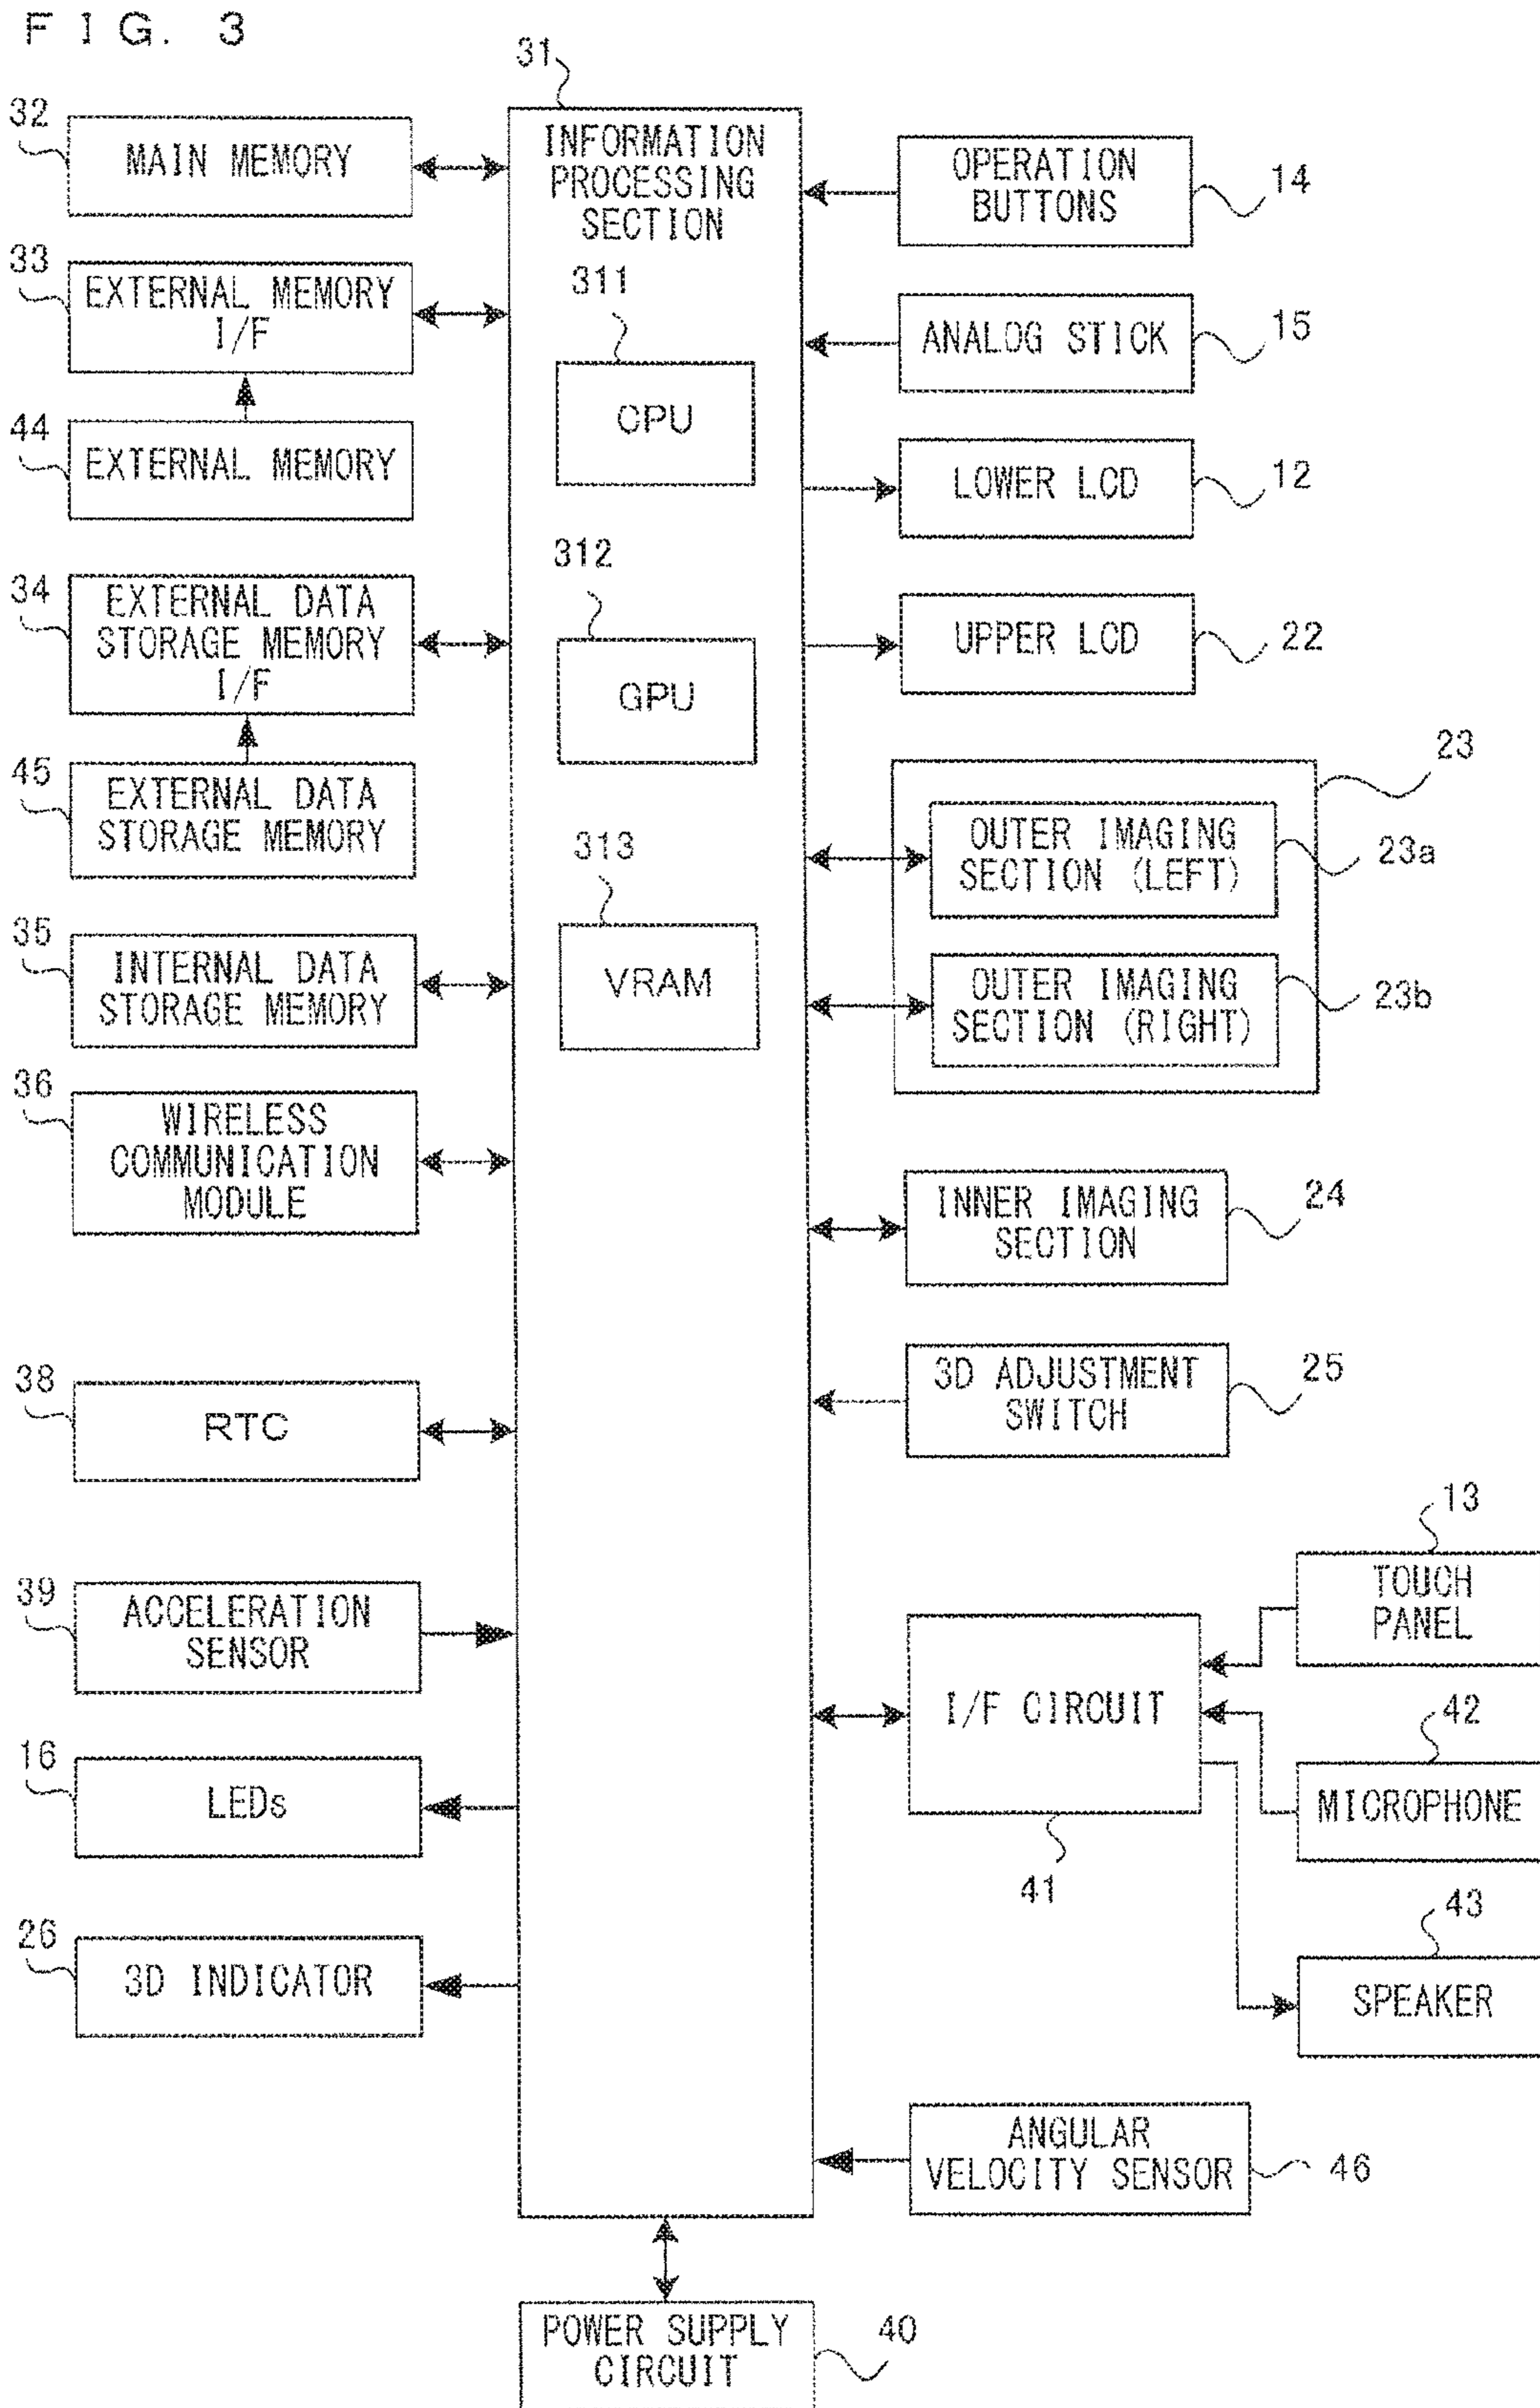 FIG. 3
31
32
MAIN MEMORY
33
EXTERNAL MEMORY
I/F
44
EXTERNAL MEMORY
34
EXTERNAL DATA
STORAGE MEMORY
I/F
45
EXTERNAL DATA
STORAGE MEMORY
35
INTERNAL DATA
STORAGE MEMORY
36
WIRELESS
COMMUNICATION
MODULE
38
RTC
39
ACCELERATION
SENSOR
16
LEDs
26
3D INDICATOR
INFORMATION
PROCESSING
SECTION
311
CPU
312
GPU
313
VRAM
OPERATION
BUTTONS
14
ANALOG STICK
15
LOWER LCD
12
UPPER LCD
22
23
OUTER IMAGING
SECTION (LEFT)
23a
OUTER IMAGING
SECTION (RIGHT)
23b
INNER IMAGING
SECTION
24
3D ADJUSTMENT
SWITCH
25
13
TOUCH
PANEL
I/F CIRCUIT
41
42
MICROPHONE
43
SPEAKER
ANGULAR
VELOCITY SENSOR
46
POWER SUPPLY
CIRCUIT
40